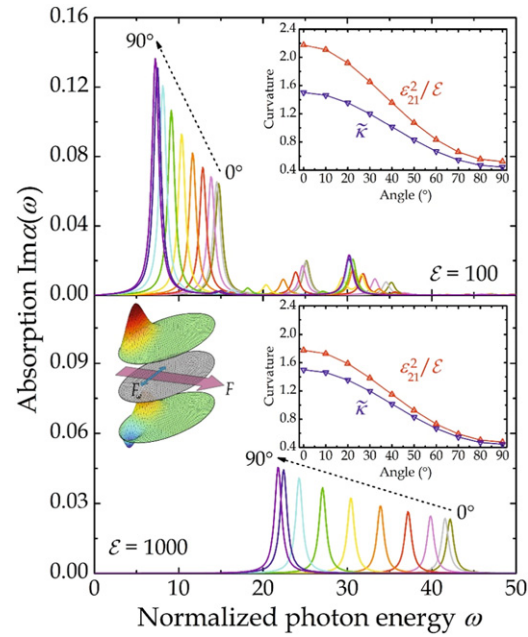 0.16
90°
0.12
0°
0.08
0.04
0.00
ℰ = 100
2.4
2.0
1.6
1.2
0.8
0.4
Curvature
ε₂₁²/ℰ
κ̃
0 10 20 30 40 50 60 70 80 90
Angle (°)
Absorption Imα(ω)
0.09
0.06
0.03
0.00
F_ω
F
90°
0°
ℰ = 1000
2.4
2.0
1.6
1.2
0.8
0.4
Curvature
ε₂₁²/ℰ
κ̃
0 10 20 30 40 50 60 70 80 90
Angle (°)
0 10 20 30 40 50
Normalized photon energy ω